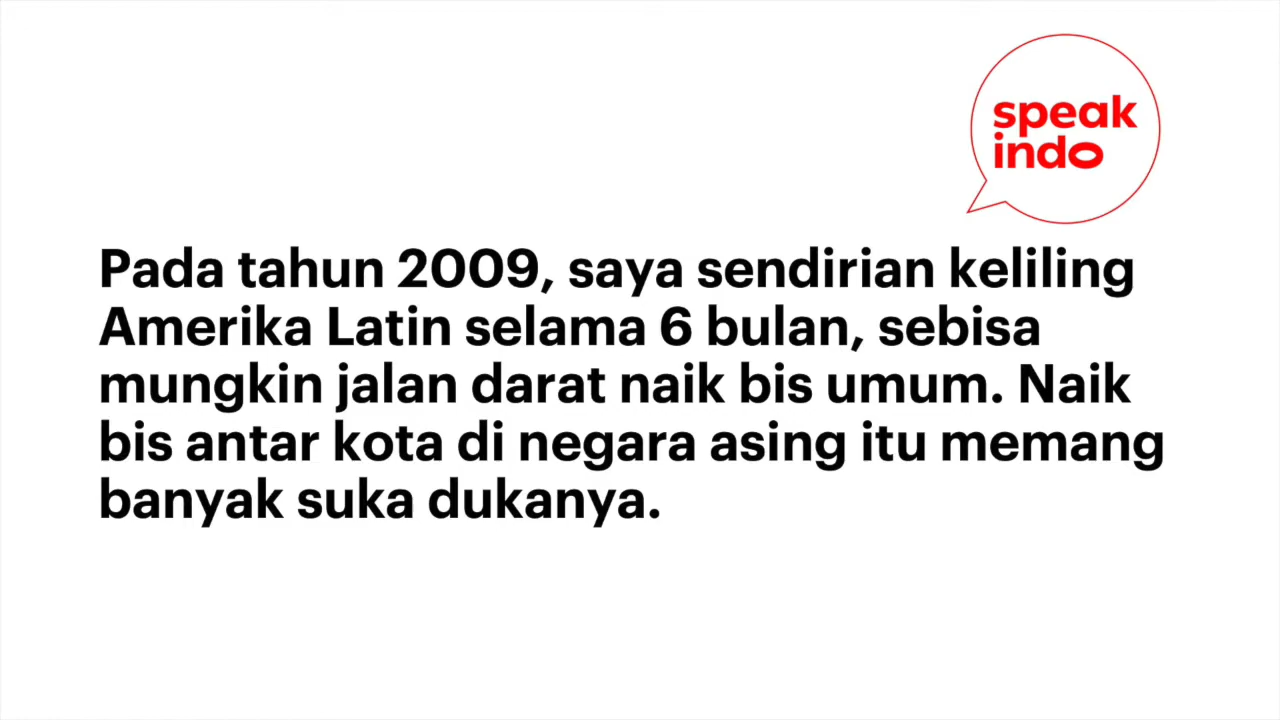 speak
indo
Pada tahun 2009, saya sendirian keliling
Amerika Latin selama 6 bulan, sebisa
mungkin jalan darat naik bis umum. Naik
bis antar kota di negara asing itu memang
banyak suka dukanya.